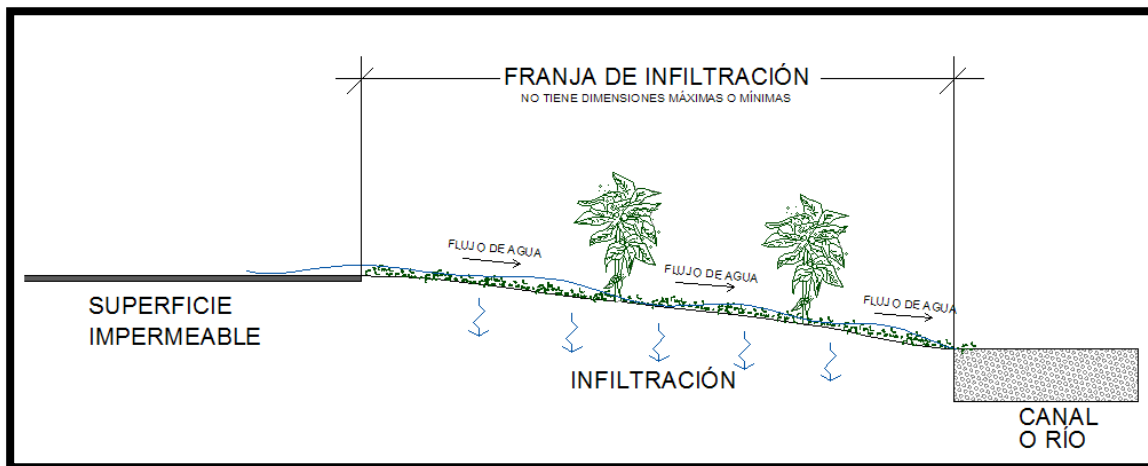 FRANJA DE INFILTRACIÓN
NO TIENE DIMENSIONES MÁXIMAS O MÍNIMAS
FLUJO DE AGUA
FLUJO DE AGUA
FLUJO DE AGUA
SUPERFICIE
IMPERMEABLE
INFILTRACIÓN
CANAL
O RÍO